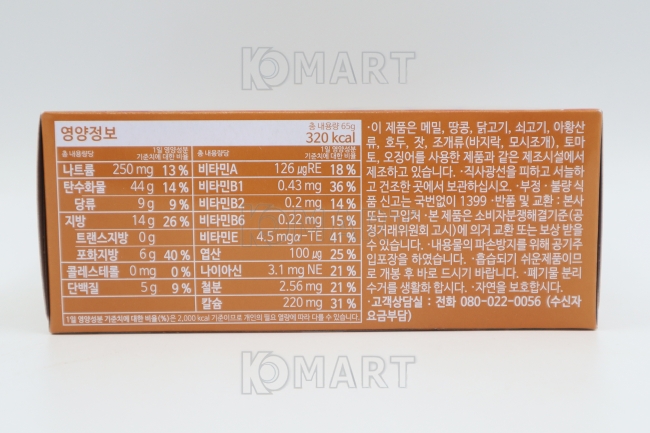 KOMART
영양정보
총 내용량 65g
320 kcal
총 내용량당
1일 영양성분
기준치에 대한 비율
총 내용량당
1일 영양성분
기준치에 대한 비율
나트륨 250 mg 13 %
탄수화물 44 g 14 %
당류 9 g 9 %
지방 14 g 26 %
트랜스지방 0 g
포화지방 6 g 40 %
콜레스테롤 0 mg 0 %
단백질 5 g 9 %
비타민A 126 μgRE 18 %
비타민B1 0.43 mg 36 %
비타민B2 0.2 mg 14 %
비타민B6 0.22 mg 15 %
비타민E 4.5 mgα-TE 41 %
엽산 100 μg 25 %
나이아신 3.1 mg NE 21 %
철분 2.56 mg 21 %
칼슘 220 mg 31 %
1일 영양성분 기준치에 대한 비율(%)은 2,000 kcal 기준이므로 개인의 필요 열량에 따라 다를 수 있습니다.
·이 제품은 메밀, 땅콩, 닭고기, 쇠고기, 아황산
류, 호두, 잣, 조개류(바지락, 모시조개), 토마
토, 오징어를 사용한 제품과 같은 제조시설에서
제조하고 있습니다. ·직사광선을 피하고 서늘하
고 건조한 곳에서 보관하십시오. ·부정·불량식
품 신고는 국번없이 1399 ·반품 및 교환 : 본사
또는 구입처 ·본 제품은 소비자분쟁해결기준(공
정거래위원회 고시)에 의거 교환 또는 보상 받을
수 있습니다. ·내용물의 파손방지를 위해 공기주
입포장을 하였습니다. ·흡습되기 쉬운제품이므
로 개봉 후 바로 드시기 바랍니다. ·폐기물 분리
수거를 생활화 합시다. ·자연을 보호합시다.
·고객상담실 : 전화 080-022-0056 (수신자
요금부담)
KOMART